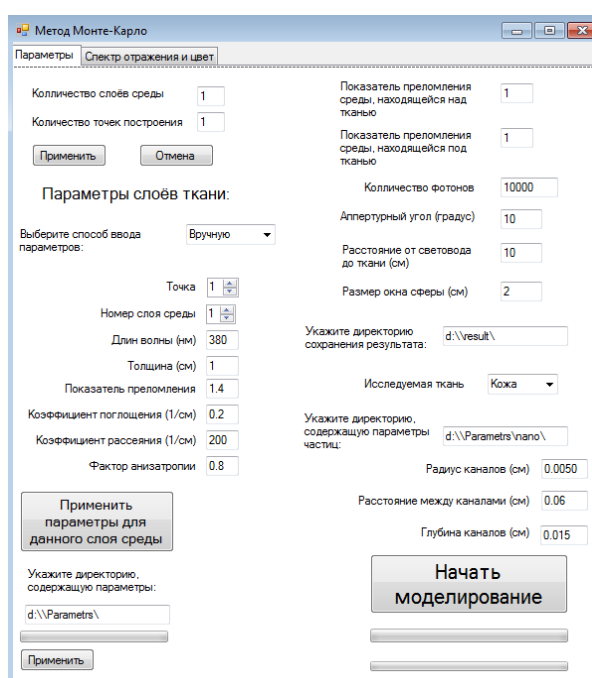 Метод Монте-Карло
Параметры
Спектр отражения и цвет
Колличество слоёв среды
1
Количество точек построения
1
Применить
Отмена
Параметры слоёв ткани:
Выберите способ ввода
параметров:
Вручную
Точка
1
Номер слоя среды
1
Длин волны (нм)
380
Толщина (см)
1
Показатель преломления
1.4
Коэффициент поглощения (1/см)
0.2
Коэффициент рассеяния (1/см)
200
Фактор анизатропии
0.8
Применить
параметры для
данного слоя среды
Укажите директорию,
содержащую параметры:
d:\\Parametrs\
Применить
Показатель преломления
среды, находящейся над
тканью
1
Показатель преломления
среды, находящейся под
тканью
1
Колличество фотонов
10000
Аппертурный угол (градус)
10
Расстояние от световода
до ткани (см)
10
Размер окна сферы (см)
2
Укажите директорию
сохранения результата:
d:\\result\
Исследуемая ткань
Кожа
Укажите директорию,
содержащую параметры
частиц:
d:\\Parametrs\nano\
Радиус каналов (см)
0.0050
Расстояние между каналами (см)
0.06
Глубина каналов (см)
0.015
Начать
моделирование